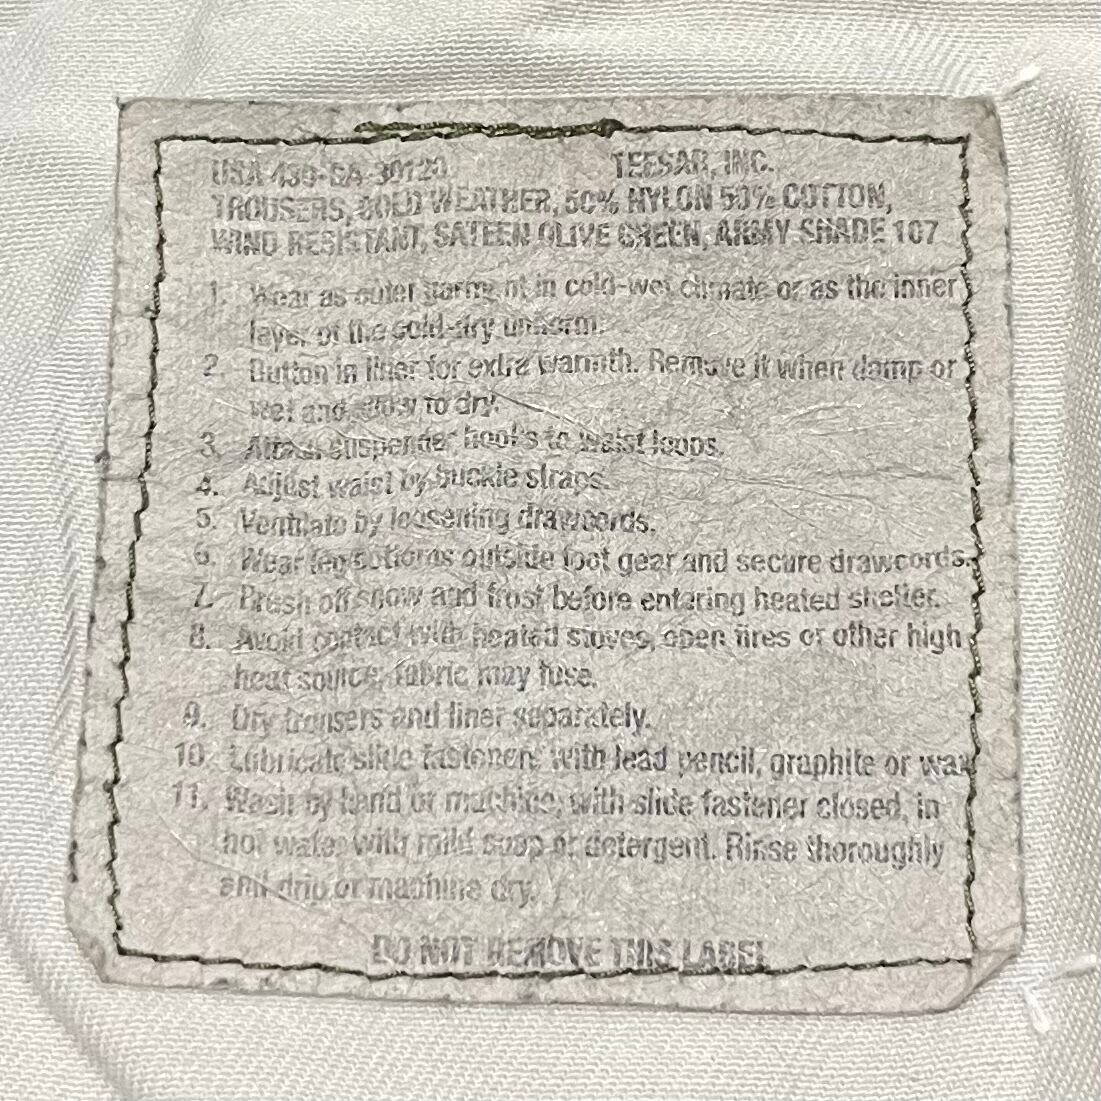 TEESAR, INC.
TROUSERS, COLD WEATHER, 50% NYLON 50% COTTON,
WIND RESISTANT, SATEEN OLIVE GREEN, ARMY SHADE 107
1. Wear as outer garment in cold-wet climate or as the inner
layer of the cold-dry uniform.
2. Button in liner for extra warmth. Remove it when damp or
wet and allow to dry.
3. Attach suspender hooks to waist loops.
4. Adjust waist by buckle straps.
5. Ventilate by loosening drawcords.
6. Wear leg bottoms outside foot gear and secure drawcords.
7. Brush off snow and frost before entering heated shelter.
8. Avoid contact with heated stoves, open fires or other high
heat source, fabric may fuse.
9. Dry trousers and liner separately.
10. Lubricate slide fasteners with lead pencil, graphite or wax
11. Wash by hand or machine, with slide fastener closed, in
hot water with mild soap or detergent. Rinse thoroughly
and drip or machine dry.
DO NOT REMOVE THIS LABEL